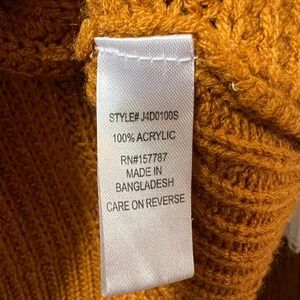 STYLE# J4D0100S
100% ACRYLIC
RN#157787
MADE IN
BANGLADESH
CARE ON REVERSE